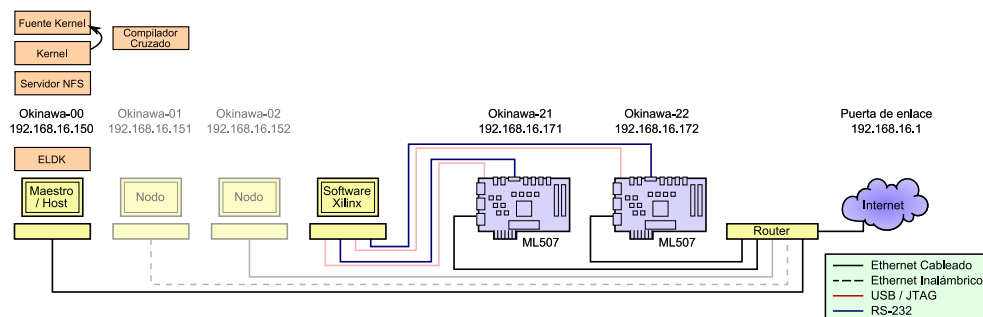 Fuente Kernel
Compilador
Cruzado
Kernel
Servidor NFS
Okinawa-00
192.168.16.150
Okinawa-01
192.168.16.151
Okinawa-02
192.168.16.152
Okinawa-21
192.168.16.171
Okinawa-22
192.168.16.172
Puerta de enlace
192.168.16.1
ELDK
Maestro
/ Host
Nodo
Nodo
Software
Xilinx
ML507
ML507
Router
Internet
Ethernet Cableado
Ethernet Inalámbrico
USB / JTAG
RS-232